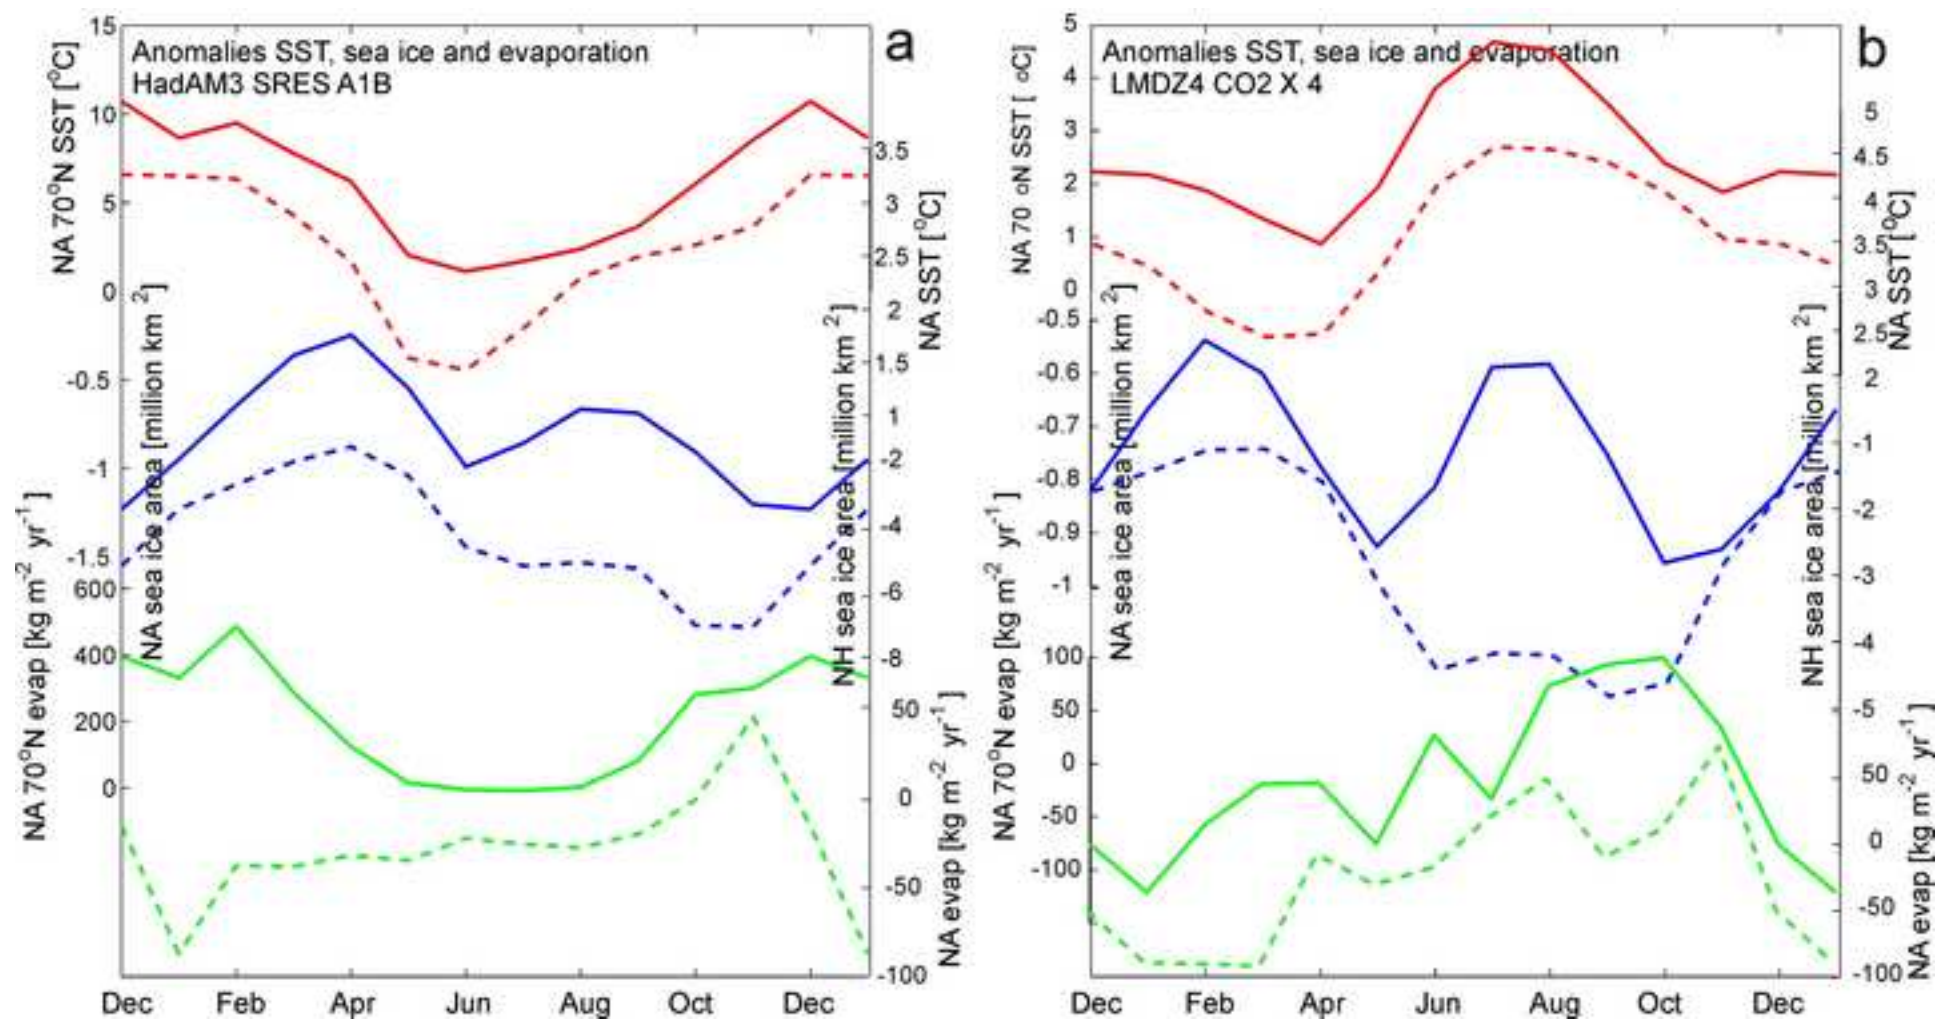 Anomalies SST, sea ice and evaporation
HadAM3 SRES A1B
a
NA 70°N SST [°C]
15
10
5
0
NA SST [°C]
3.5
3
2.5
2
1.5
1
NA sea ice area [million km²]
-0.5
-1
-1.5
NH sea ice area [million km²]
-2
-4
-6
-8
NA 70°N evap [kg m⁻² yr⁻¹]
600
400
200
0
NA evap [kg m⁻² yr⁻¹]
50
0
-50
-100
Dec Feb Apr Jun Aug Oct Dec
Anomalies SST, sea ice and evaporation
LMDZ4 CO2 X 4
b
NA 70 oN SST [ oC]
5
4
3
2
1
0
NA SST [°C]
5
4.5
4
3.5
3
2.5
2
NA sea ice area [million km²]
-0.5
-0.6
-0.7
-0.8
-0.9
-1
NH sea ice area [million km²]
-1
-2
-3
-4
-5
NA 70°N evap [kg m⁻² yr⁻¹]
100
50
0
-50
-100
NA evap [kg m⁻² yr⁻¹]
50
0
-50
-100
Dec Feb Apr Jun Aug Oct Dec